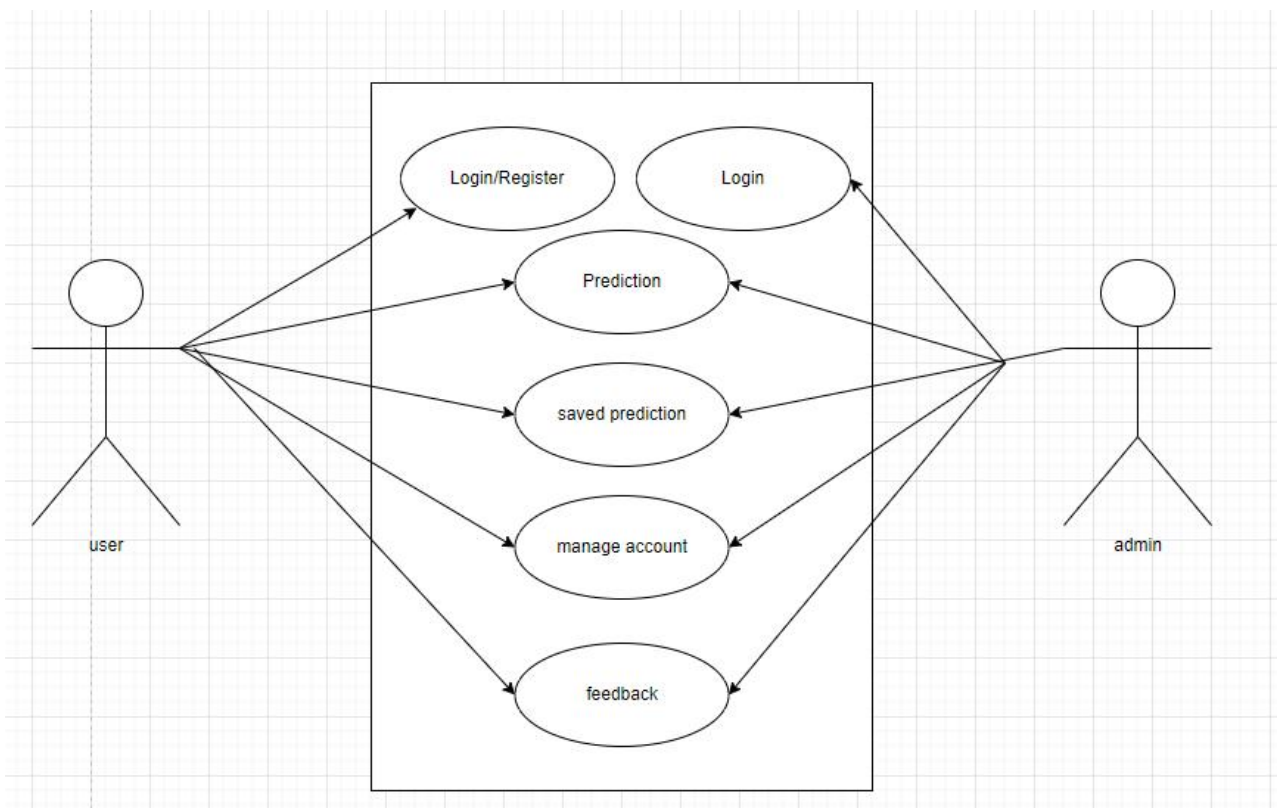 Login/Register
Login
Prediction
saved prediction
manage account
user
admin
feedback